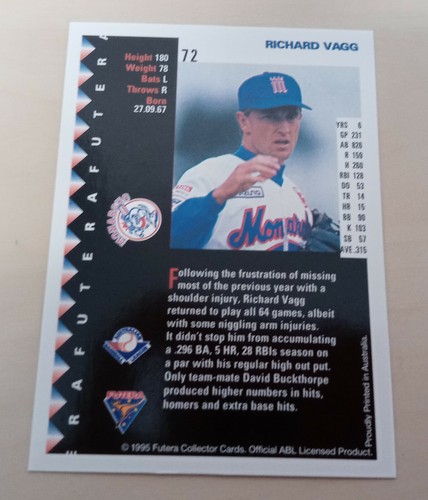 RICHARD VAGG
72
Height 180
Weight 78
Bats L
Throws R
Born
27.09.67
YRS 6
GP 231
AB 826
R 159
H 260
RBI 128
DO 53
TR 14
HR 15
BB 90
K 103
SB 57
AVE .315
M
Monarchs
MONARCHS
Following the frustration of missing
most of the previous year with a
shoulder injury, Richard Vagg
returned to play all 64 games, albeit
with some niggling arm injuries.
It didn't stop him from accumulating
a .296 BA, 5 HR, 28 RBIs season on
a par with his regular high out put.
Only team-mate David Buckthorpe
produced higher numbers in hits,
homers and extra base hits.
FUTERA
© 1995 Futera Collector Cards. Official ABL Licensed Product.
Proudly Printed in Australia.
ERAFUTERAFUTERA